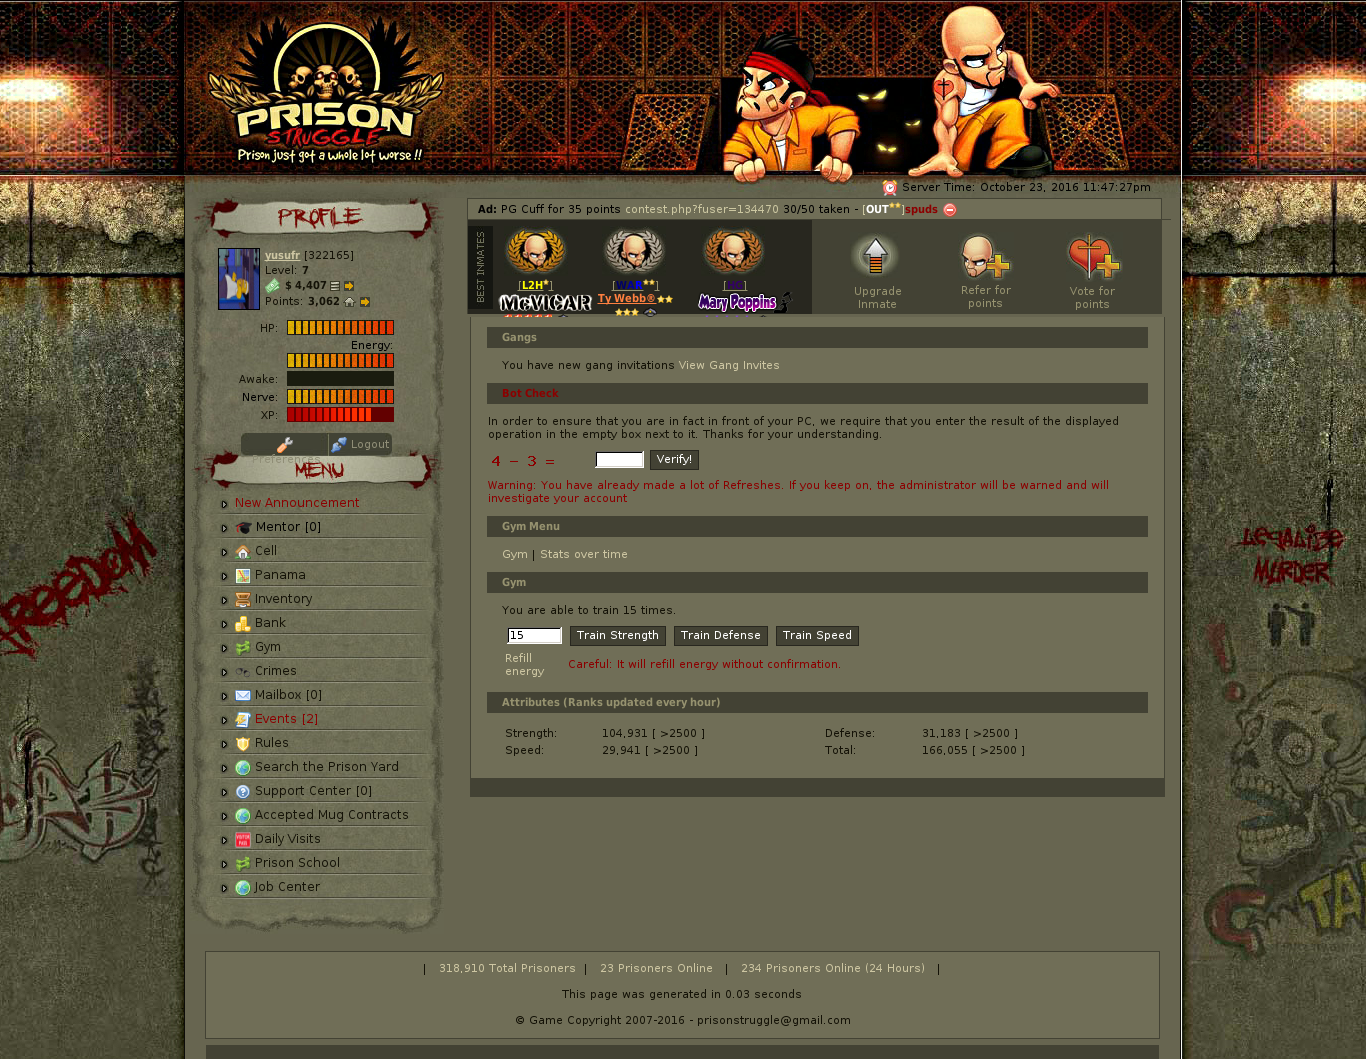 PRISON
STRUGGLE
Prison just got a whole lot worse !!
Server Time: October 23, 2016 11:47:27pm
PROFILE
yusufr [322165]
Level: 7
$ 4,407
Points: 3,062
HP:
Energy:
Awake:
Nerve:
XP:
Preferences
Logout
MENU
New Announcement
Mentor [0]
Cell
Panama
Inventory
Bank
Gym
Crimes
Mailbox [0]
Events [2]
Rules
Search the Prison Yard
Support Center [0]
Accepted Mug Contracts
Daily Visits
Prison School
Job Center
Ad: PG Cuff for 35 points contest.php?fuser=134470 30/50 taken - [OUT**]spuds
BEST INMATES
[L2H*]
McVICAR
[WAR**]
Ty Webb®
[HG]
Mary Poppins
Upgrade
Inmate
Refer for
points
Vote for
points
Gangs
You have new gang invitations View Gang Invites
Bot Check
In order to ensure that you are in fact in front of your PC, we require that you enter the result of the displayed
operation in the empty box next to it. Thanks for your understanding.
4 - 3 =
Verify!
Warning: You have already made a lot of Refreshes. If you keep on, the administrator will be warned and will
investigate your account
Gym Menu
Gym | Stats over time
Gym
You are able to train 15 times.
15 Train Strength Train Defense Train Speed
Refill
energy
Careful: It will refill energy without confirmation.
Attributes (Ranks updated every hour)
Strength: 104,931 [ >2500 ] Defense: 31,183 [ >2500 ]
Speed: 29,941 [ >2500 ] Total: 166,055 [ >2500 ]
FREEDOM
LEGALIZE
MURDER
| 318,910 Total Prisoners | 23 Prisoners Online | 234 Prisoners Online (24 Hours) |
This page was generated in 0.03 seconds
© Game Copyright 2007-2016 - prisonstruggle@gmail.com